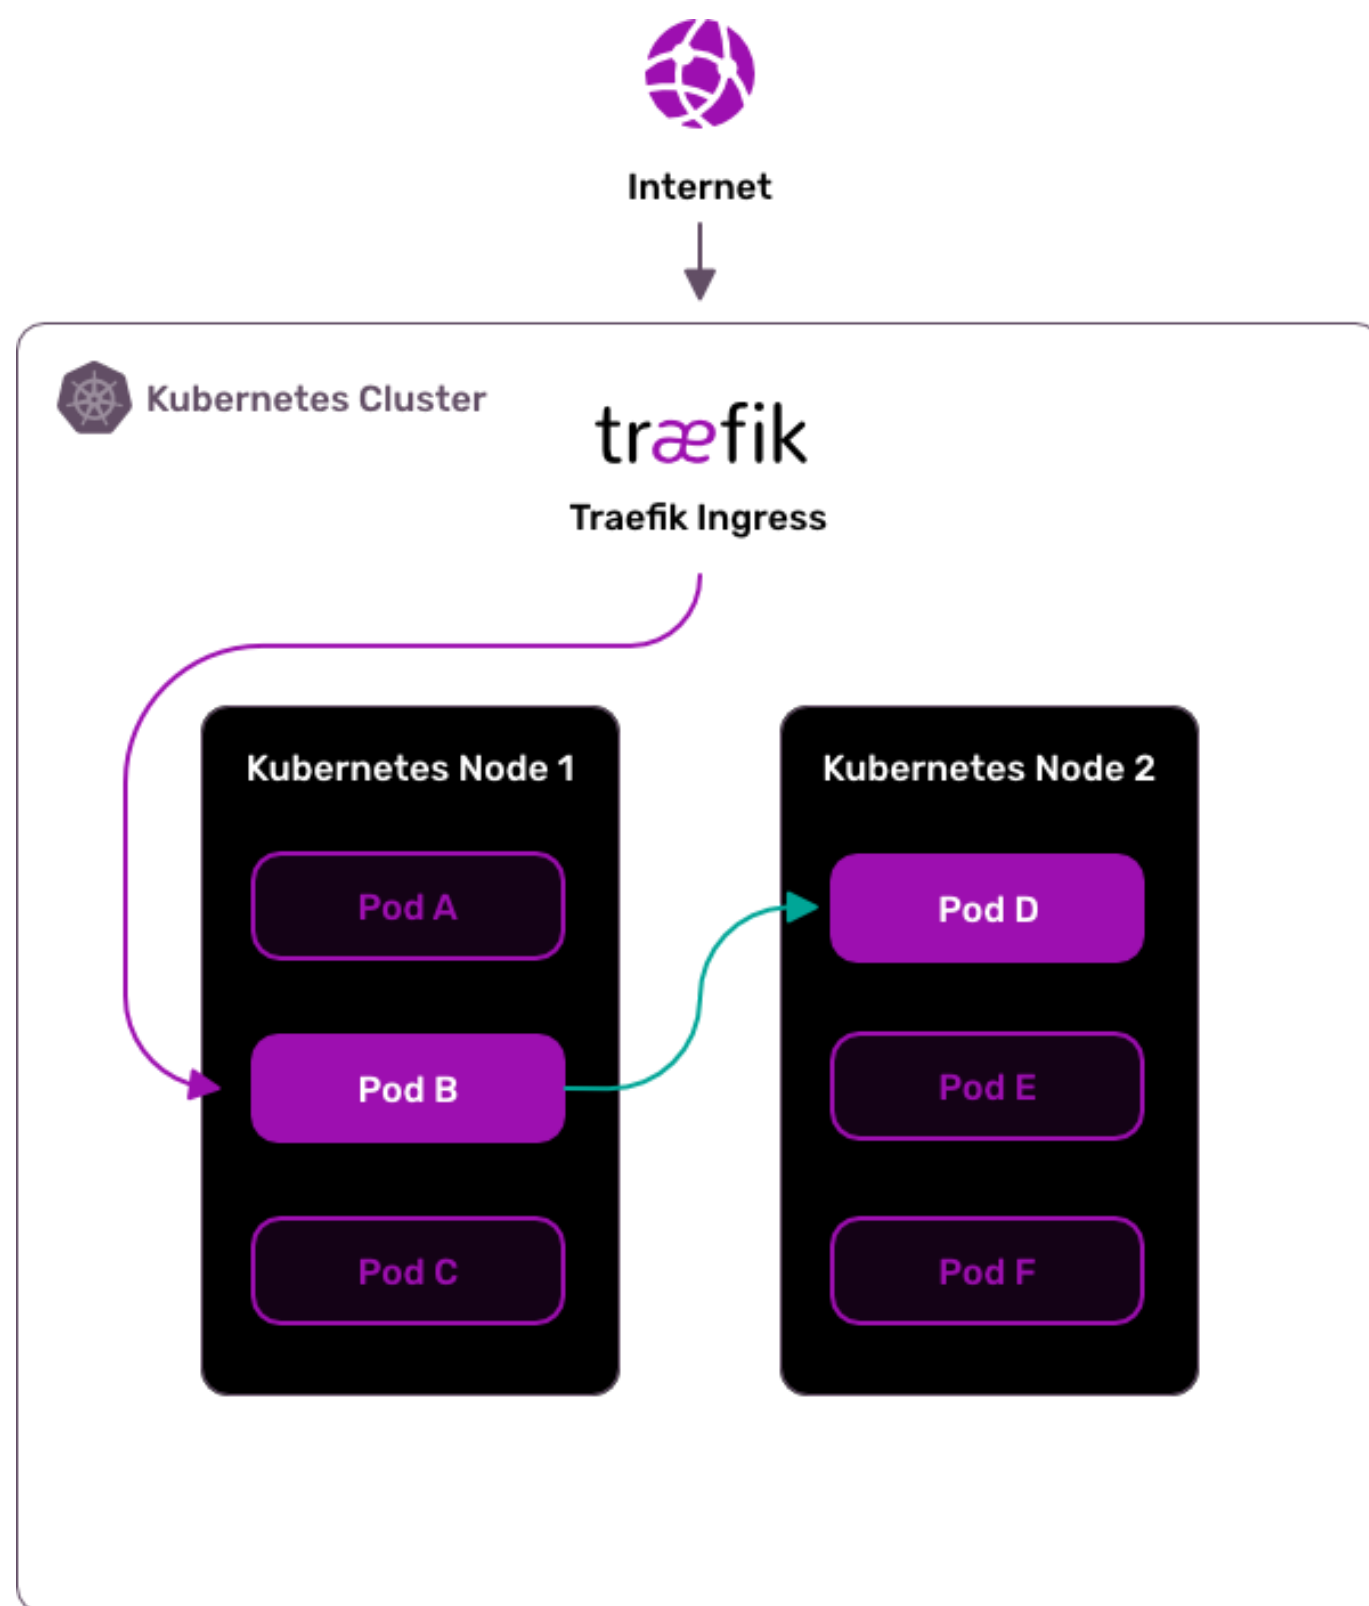 Internet
Kubernetes Cluster
træfik
Traefik Ingress
Kubernetes Node 1
Pod A
Pod B
Pod C
Kubernetes Node 2
Pod D
Pod E
Pod F